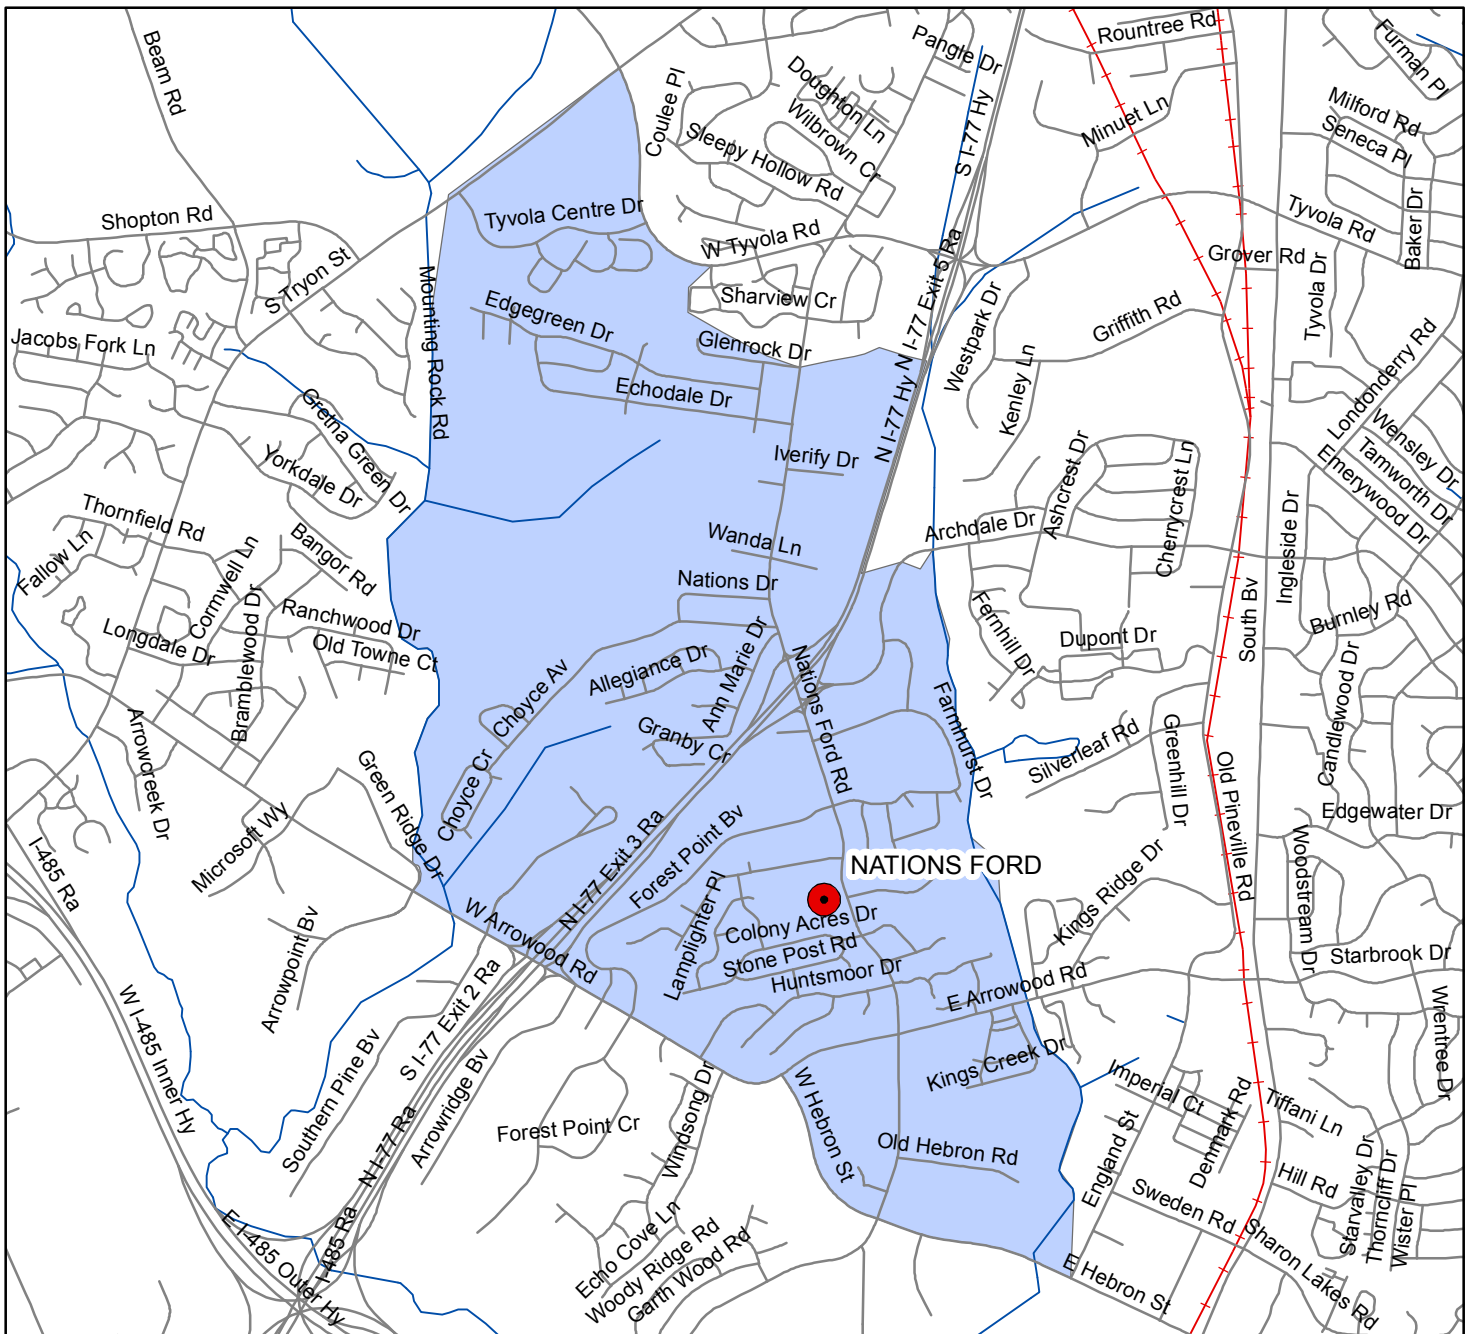 Beam Rd
Coulee Pl
Pangle Dr
Doughton Ln
Wilbrown Cr
Sleepy Hollow Rd
S I-77 Hy
Rountree Rd
Minuet Ln
Furman Pl
Milford Rd
Seneca Pl
Baker Dr
Tyvola Rd
Shopton Rd
S Tryon St
Tyvola Centre Dr
W Tyvola Rd
Grover Rd
Tyvola Dr
Mounting Rock Rd
Edgegreen Dr
Sharview Cr
Glenrock Dr
N I-77 Exit 5 Ra
Westpark Dr
Griffith Rd
Kenley Ln
Jacobs Fork Ln
Echodale Dr
N I-77 Hy
E Londonderry Rd
Wensley Dr
Tamworth Dr
Emerywood Dr
Gretna Green Dr
Yorkdale Dr
Iverify Dr
Ashcrest Dr
Cherrycrest Ln
Archdale Dr
Ingleside Dr
Thornfield Rd
Fallow Ln
Bangor Rd
Cornwell Ln
Bramblewood Dr
Ranchwood Dr
Old Towne Ct
Longdale Dr
Wanda Ln
Nations Dr
Ann Marie Dr
Allegiance Dr
Choyce Av
Nations Ford Rd
Fernhill Dr
Dupont Dr
South Bv
Burnley Rd
Candlewood Dr
Arrowcreek Dr
Granby Cr
Farmhurst Dr
Silverleaf Rd
Greenhill Dr
Old Pineville Rd
Edgewater Dr
Green Ridge Dr
Choyce Cr
Microsoft Wy
I-485 Ra
N I-77 Exit 3 Ra
Forest Point Bv
NATIONS FORD
Kings Ridge Dr
Woodstream Dr
Lamplighter Pl
Colony Acres Dr
Stone Post Rd
Huntsmoor Dr
W Arrowood Rd
E Arrowood Rd
Starbrook Dr
Arrowpoint Bv
W I-485 Inner Hy
S I-77 Exit 2 Ra
Wrentree Dr
Southern Pine Bv
N I-77 Ra
Arrowridge Bv
Forest Point Cr
Windsong Dr
W Hebron St
Kings Creek Dr
Imperial Ct
Old Hebron Rd
England St
Denmark Rd
Tiffani Ln
Hill Rd
Starvalley Dr
Thorncliff Dr
Wister Pl
Sweden Rd
Sharon Lakes Rd
E I-485 Outer Hy
I-485 Ra
Echo Cove Ln
Woody Ridge Rd
Garth Wood Rd
E Hebron St